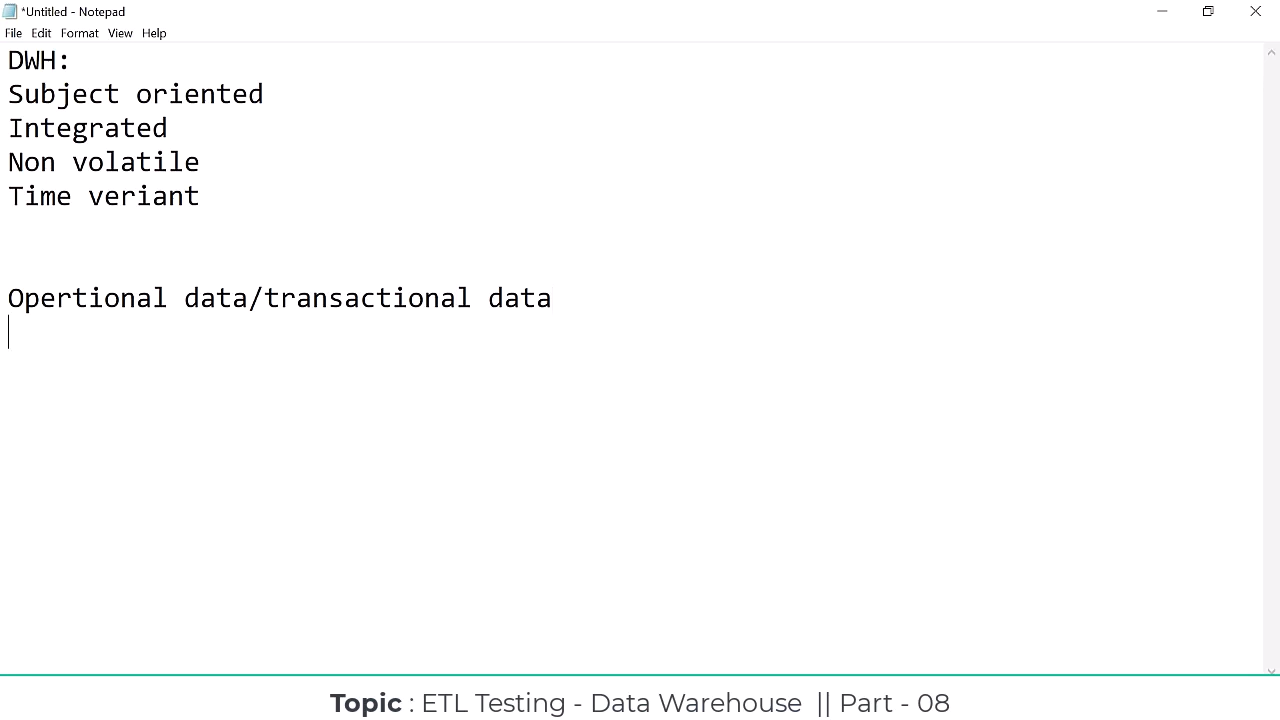 *Untitled - Notepad
File Edit Format View Help
DWH:
Subject oriented
Integrated
Non volatile
Time veriant
Opertional data/transactional data
Topic : ETL Testing - Data Warehouse || Part - 08